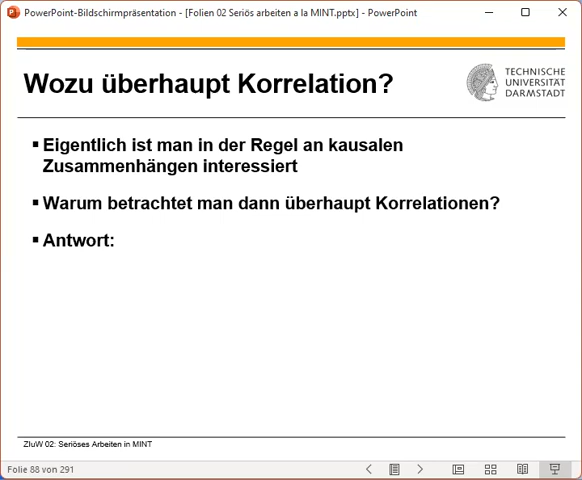 PowerPoint-Bildschirmpräsentation - [Folien 02 Seriös arbeiten a la MINT.pptx] - PowerPoint
Wozu überhaupt Korrelation?
TECHNISCHE
UNIVERSITÄT
DARMSTADT
▪ Eigentlich ist man in der Regel an kausalen
Zusammenhängen interessiert
▪ Warum betrachtet man dann überhaupt Korrelationen?
▪ Antwort:
ZIuW 02: Seriöses Arbeiten in MINT
Folie 88 von 291